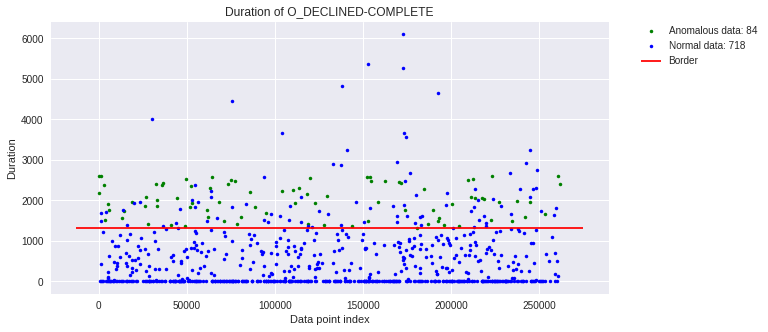 Duration of O_DECLINED-COMPLETE
Anomalous data: 84
Normal data: 718
Border
6000
5000
4000
3000
2000
1000
0
Duration
0
50000
100000
150000
200000
250000
Data point index